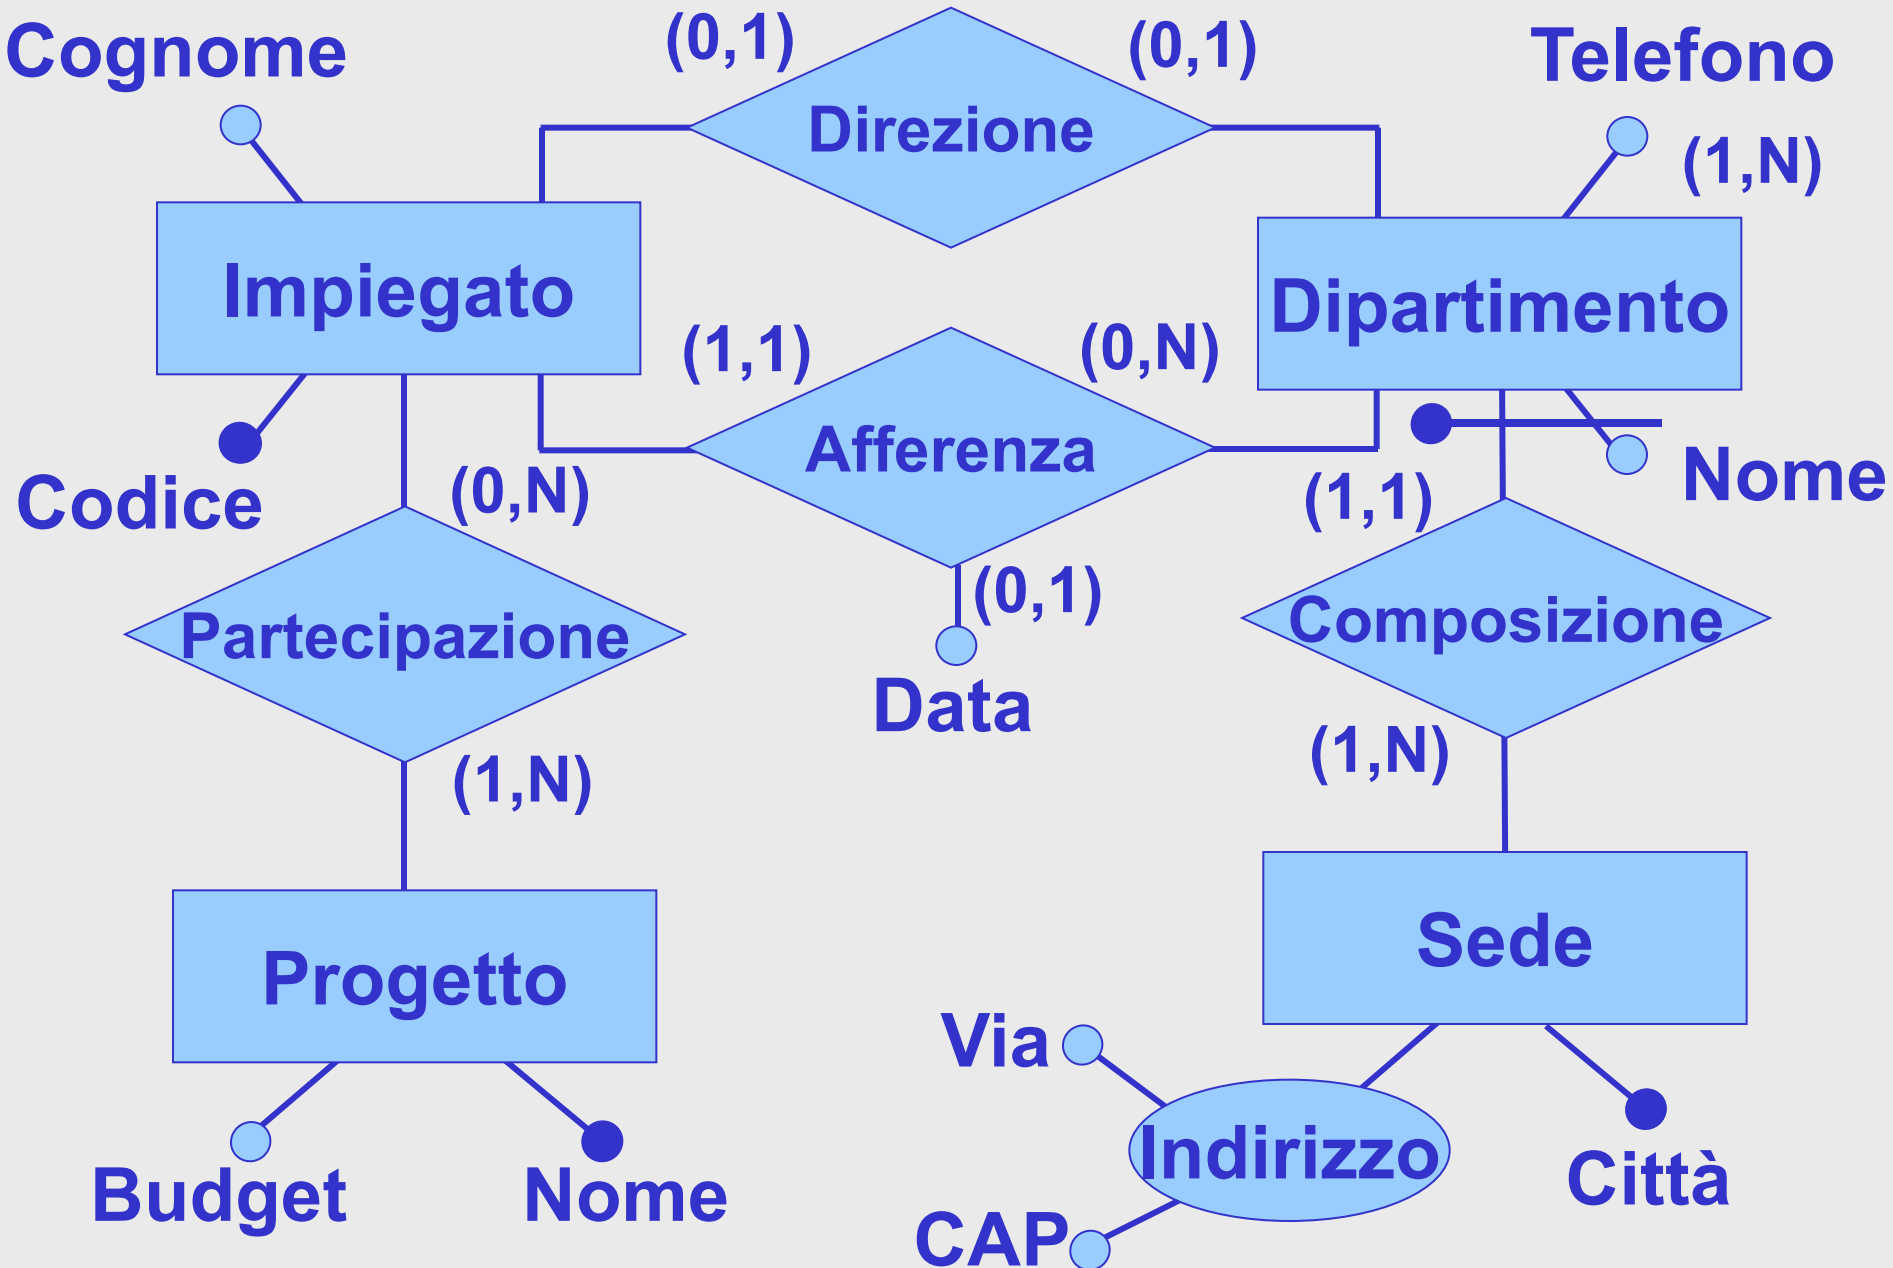 Cognome
(0,1)
(0,1)
Telefono
Direzione
(1,N)
Impiegato
Dipartimento
(1,1)
(0,N)
Afferenza
Codice
(0,N)
(1,1)
Nome
(0,1)
Partecipazione
Composizione
Data
(1,N)
(1,N)
Progetto
Sede
Via
Indirizzo
Città
Budget
Nome
CAP